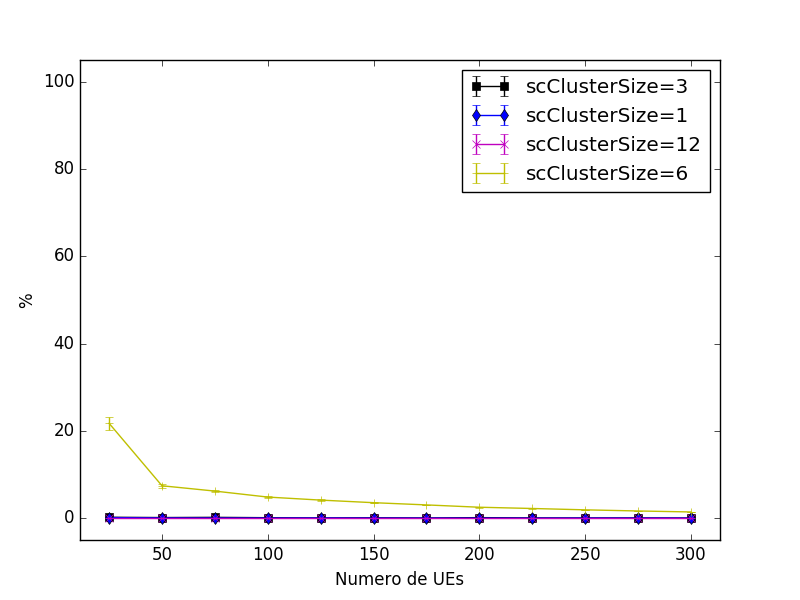 100
80
60
40
20
0
%
50 100 150 200 250 300
Numero de UEs
scClusterSize=3
scClusterSize=1
scClusterSize=12
scClusterSize=6